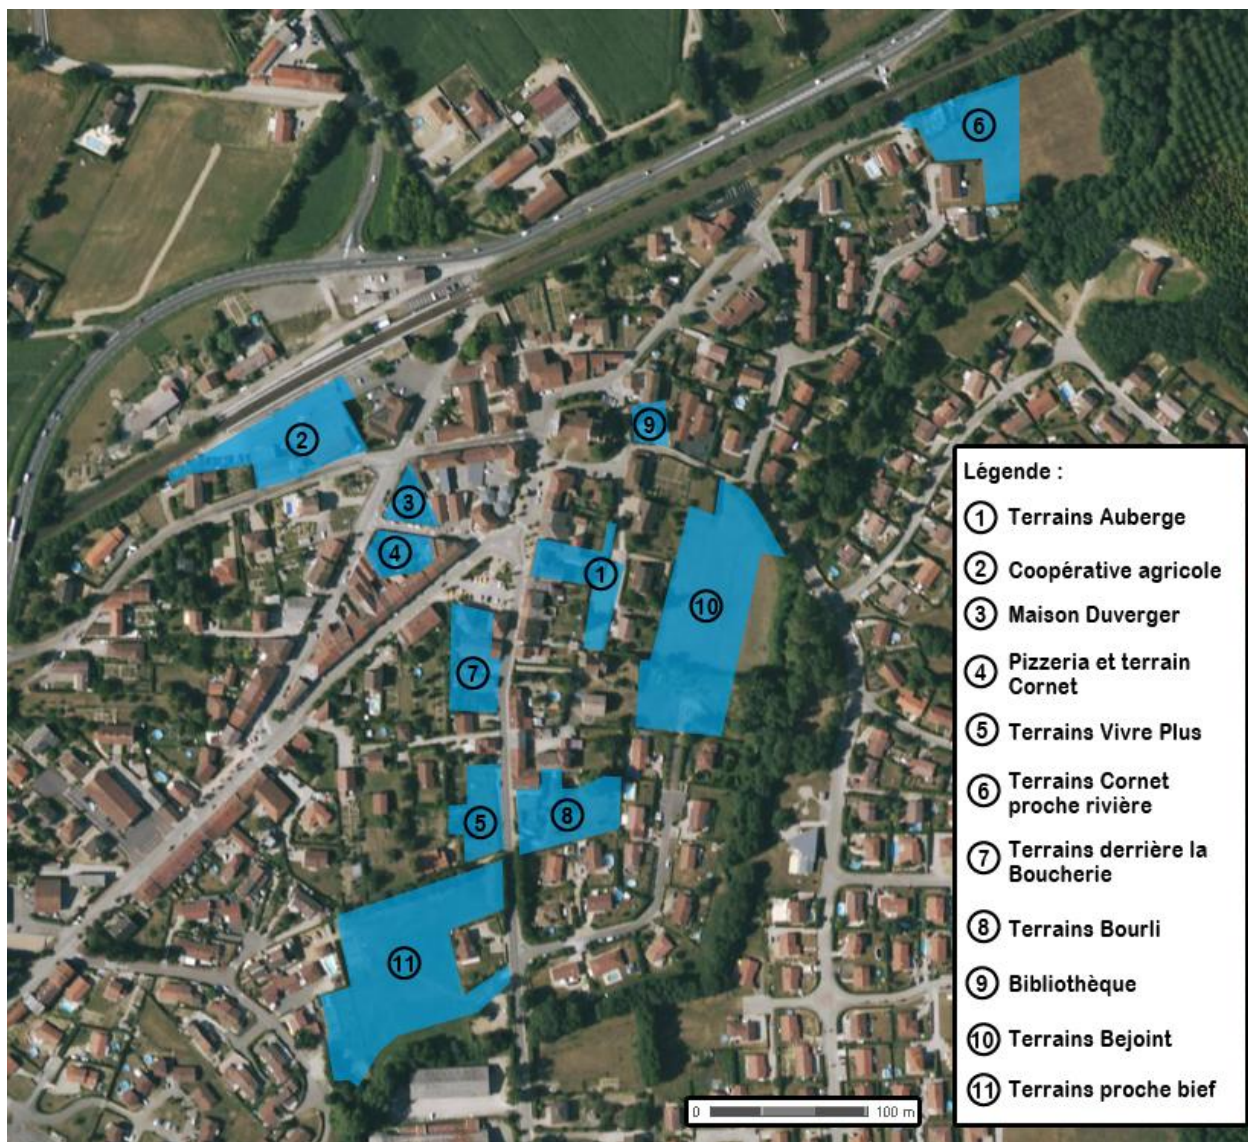 6
2
9
3
4
1
10
7
5
8
11
Légende :
1 Terrains Auberge
2 Coopérative agricole
3 Maison Duverger
4 Pizzeria et terrain
Cornet
5 Terrains Vivre Plus
6 Terrains Cornet
proche rivière
7 Terrains derrière la
Boucherie
8 Terrains Bourli
9 Bibliothèque
10 Terrains Bejoint
11 Terrains proche bief
0 100 m